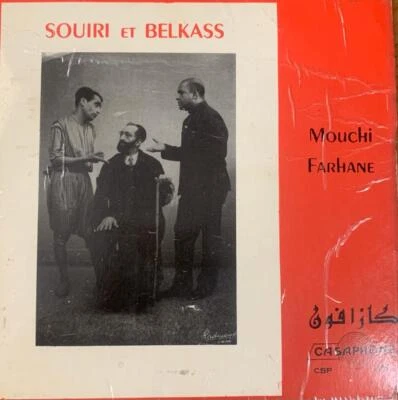 SOUIRI ET BELKASS
MOUCHI
FARHANE
كازافون
CASAPHONE
CSP